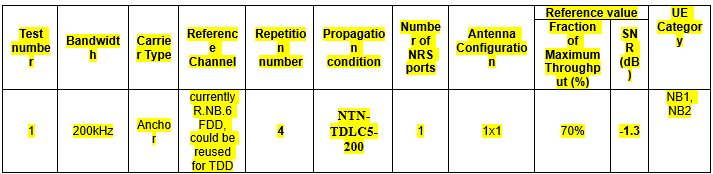 Test number
Bandwidth
Carrier Type
Reference Channel
Repetition number
Propagation condition
Number of NRS ports
Antenna Configuration
Reference value
Fraction of Maximum Throughput (%)
SNR (dB)
UE Category
1
200kHz
Anchor
currently
R.NB.6
FDD,
could be
reused
for TDD
4
NTN-
TDLC5-
200
1
1x1
70%
-1.3
NB1,
NB2